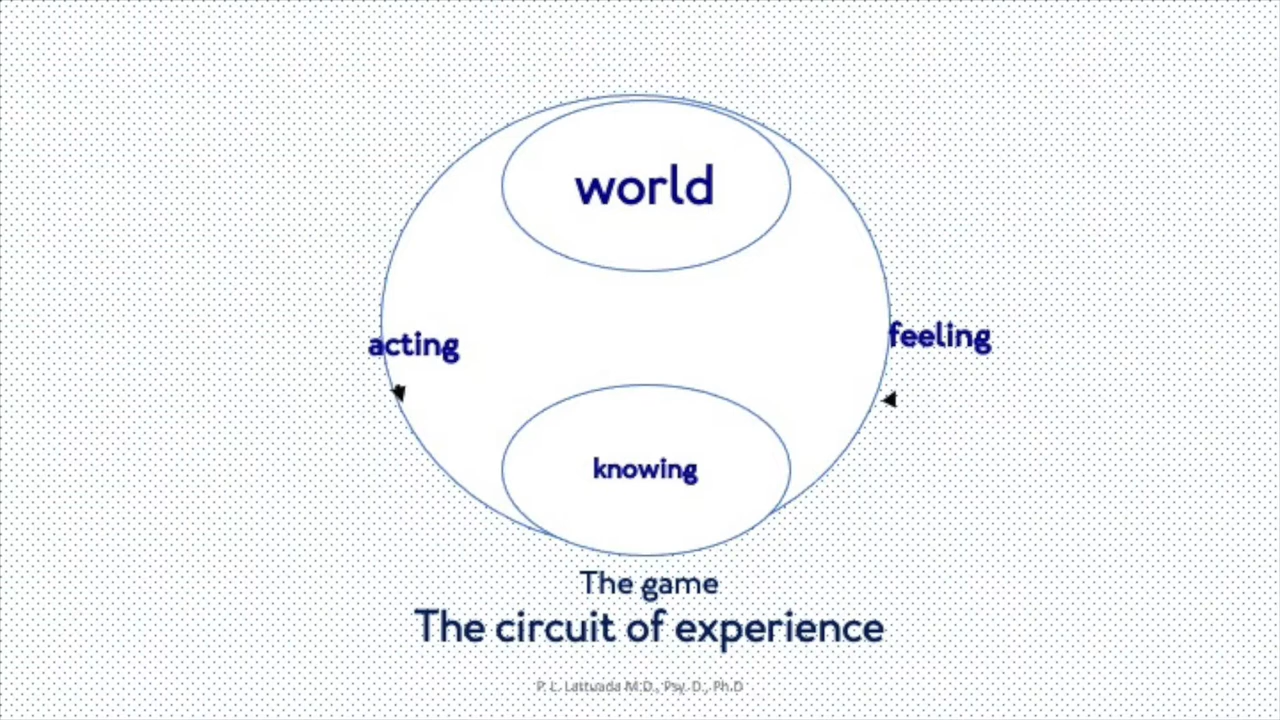 world
acting
feeling
knowing
The game
The circuit of experience
P. L. Lattuada M.D., Psy. D., Ph.D